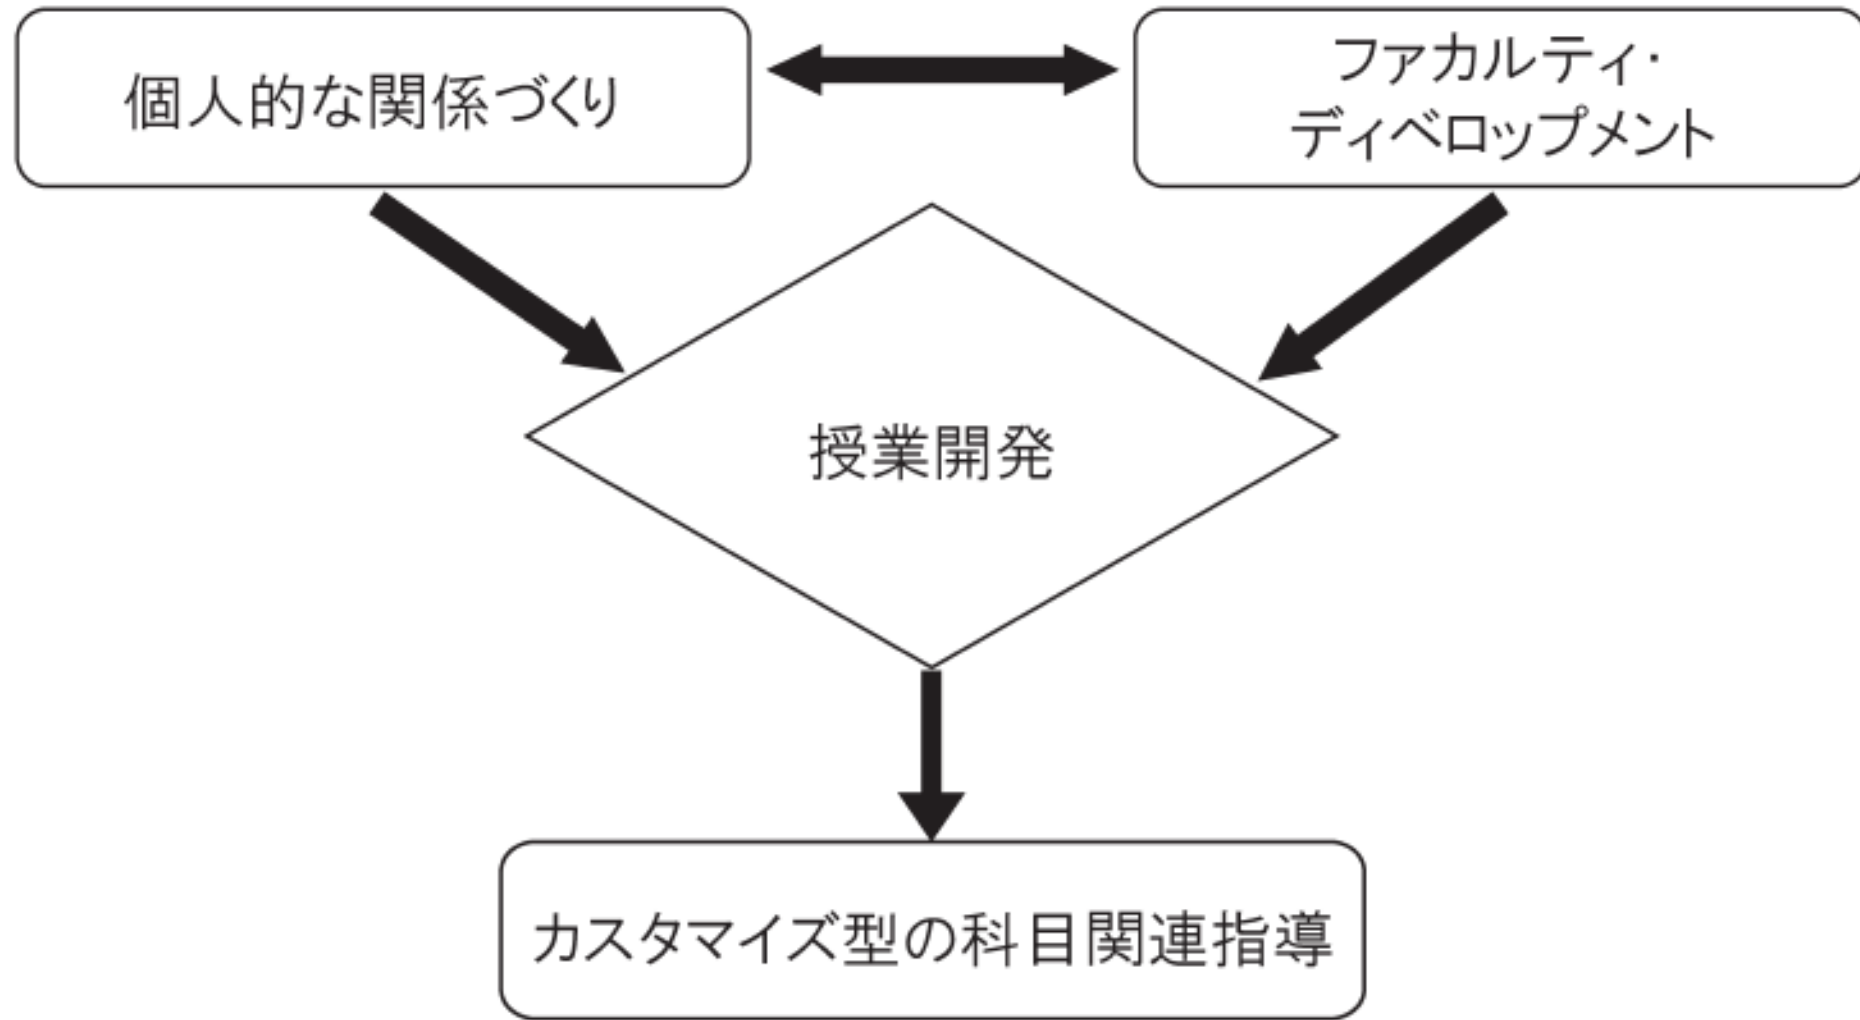 個人的な関係づくり
ファカルティ・
ディベロップメント
授業開発
カスタマイズ型の科目関連指導